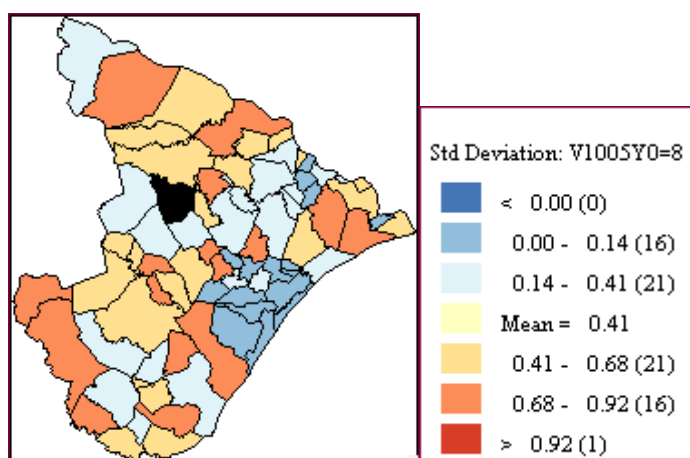 Std Deviation: V1005Y0=8
< 0.00 (0)
0.00 - 0.14 (16)
0.14 - 0.41 (21)
Mean = 0.41
0.41 - 0.68 (21)
0.68 - 0.92 (16)
> 0.92 (1)